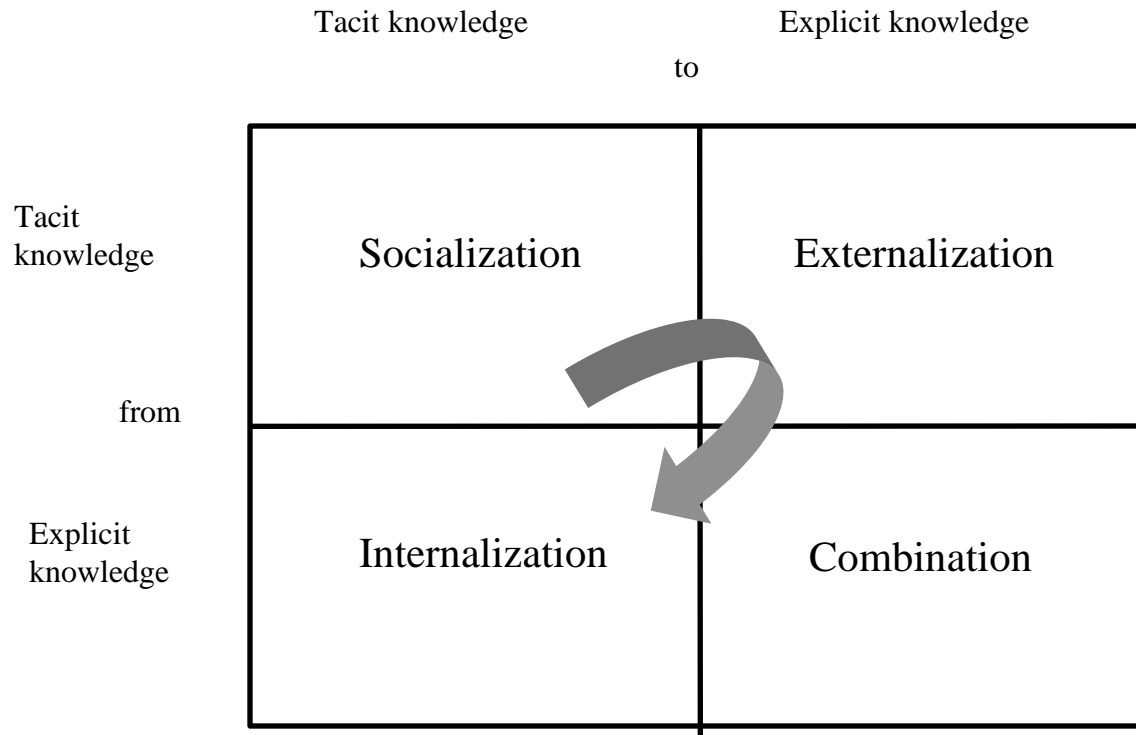 Tacit knowledge Explicit knowledge
to
Tacit
knowledge
Socialization Externalization
from
Explicit
knowledge
Internalization Combination